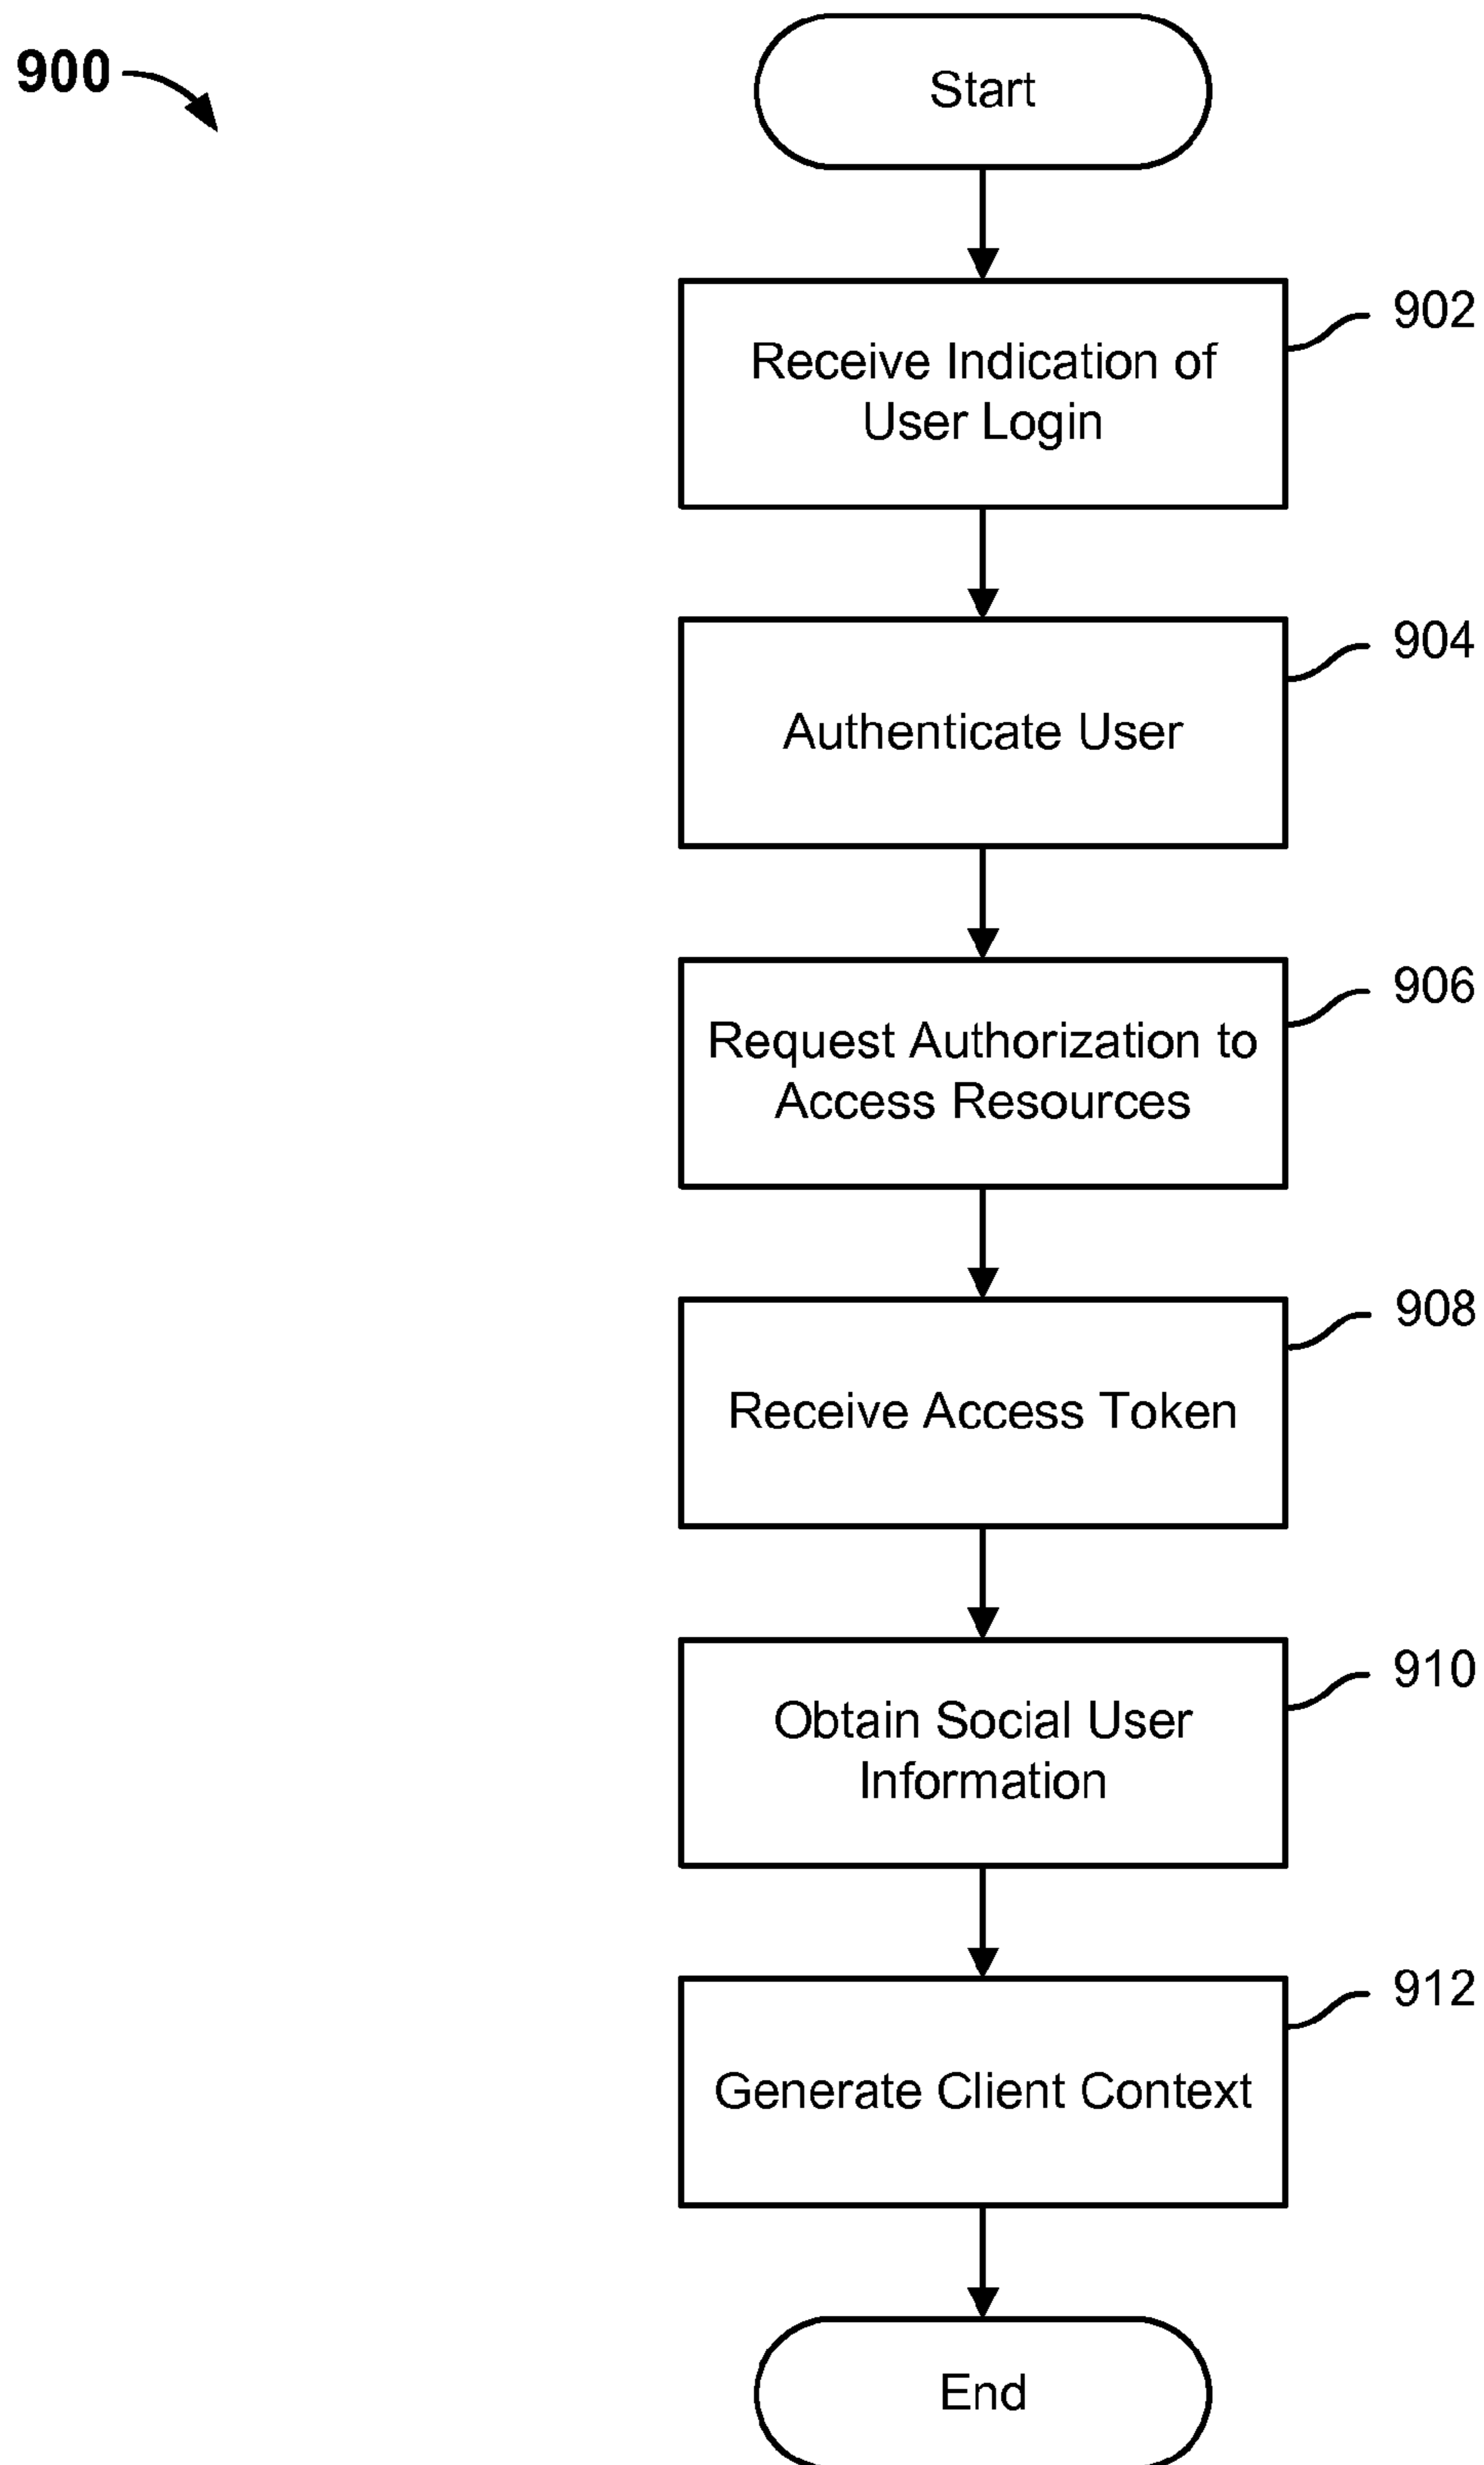 900
Start
902
Receive Indication of
User Login
904
Authenticate User
906
Request Authorization to
Access Resources
908
Receive Access Token
910
Obtain Social User
Information
912
Generate Client Context
End